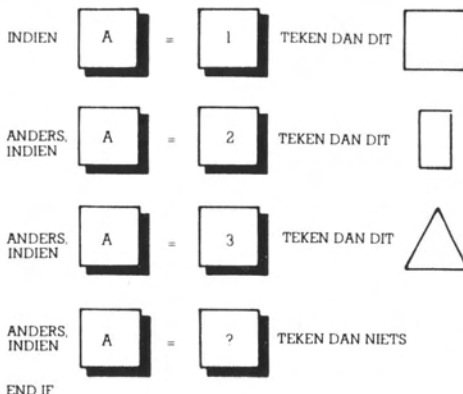 INDIEN A = 1 TEKEN DAN DIT
ANDERS,
INDIEN A = 2 TEKEN DAN DIT
ANDERS,
INDIEN A = 3 TEKEN DAN DIT
ANDERS,
INDIEN A = ? TEKEN DAN NIETS
END IF